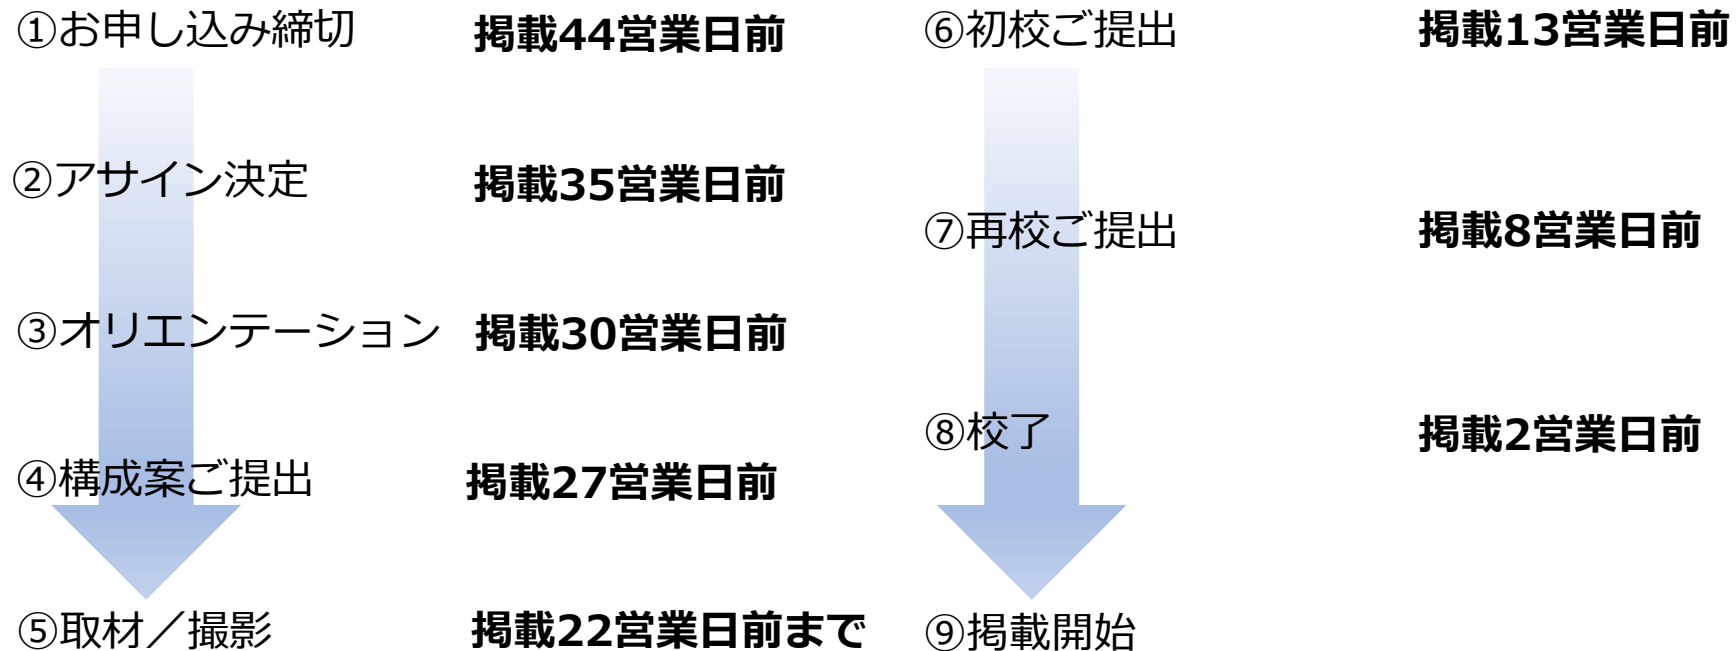 ①お申し込み締切 掲載44営業日前
②アサイン決定 掲載35営業日前
③オリエンテーション 掲載30営業日前
④構成案ご提出 掲載27営業日前
⑤取材／撮影 掲載22営業日前まで
⑥初校ご提出 掲載13営業日前
⑦再校ご提出 掲載8営業日前
⑧校了 掲載2営業日前
⑨掲載開始